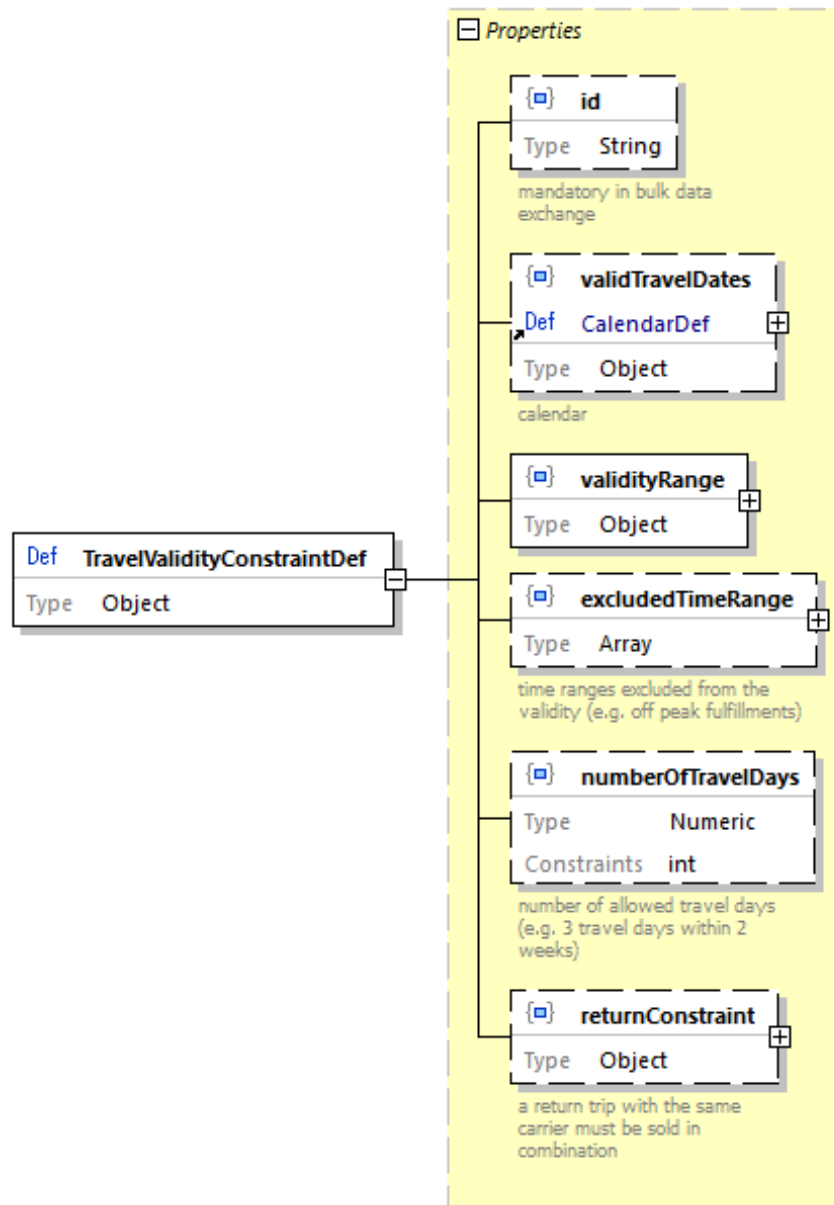 Properties
id
Type String
mandatory in bulk data
exchange
validTravelDates
Def CalendarDef
Type Object
calendar
validityRange
Type Object
Def TravelValidityConstraintDef
Type Object
excludedTimeRange
Type Array
time ranges excluded from the
validity (e.g. off peak fulfillments)
numberOfTravelDays
Type Numeric
Constraints int
number of allowed travel days
(e.g. 3 travel days within 2
weeks)
returnConstraint
Type Object
a return trip with the same
carrier must be sold in
combination